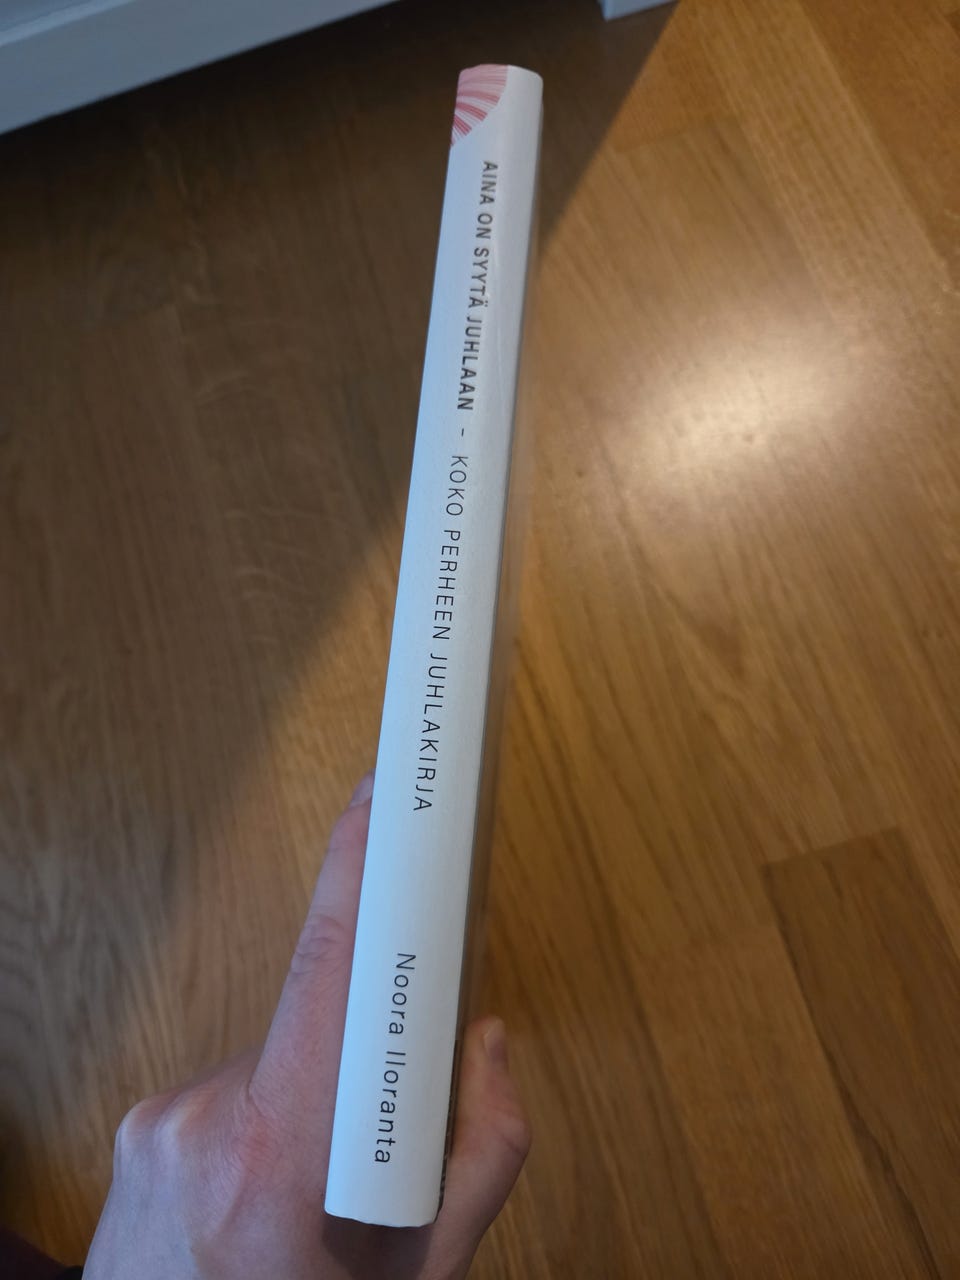 AINA ON SYYTÄ JUHLAAN – KOKO PERHEEN JUHLAKIRJA
Noora Iloranta